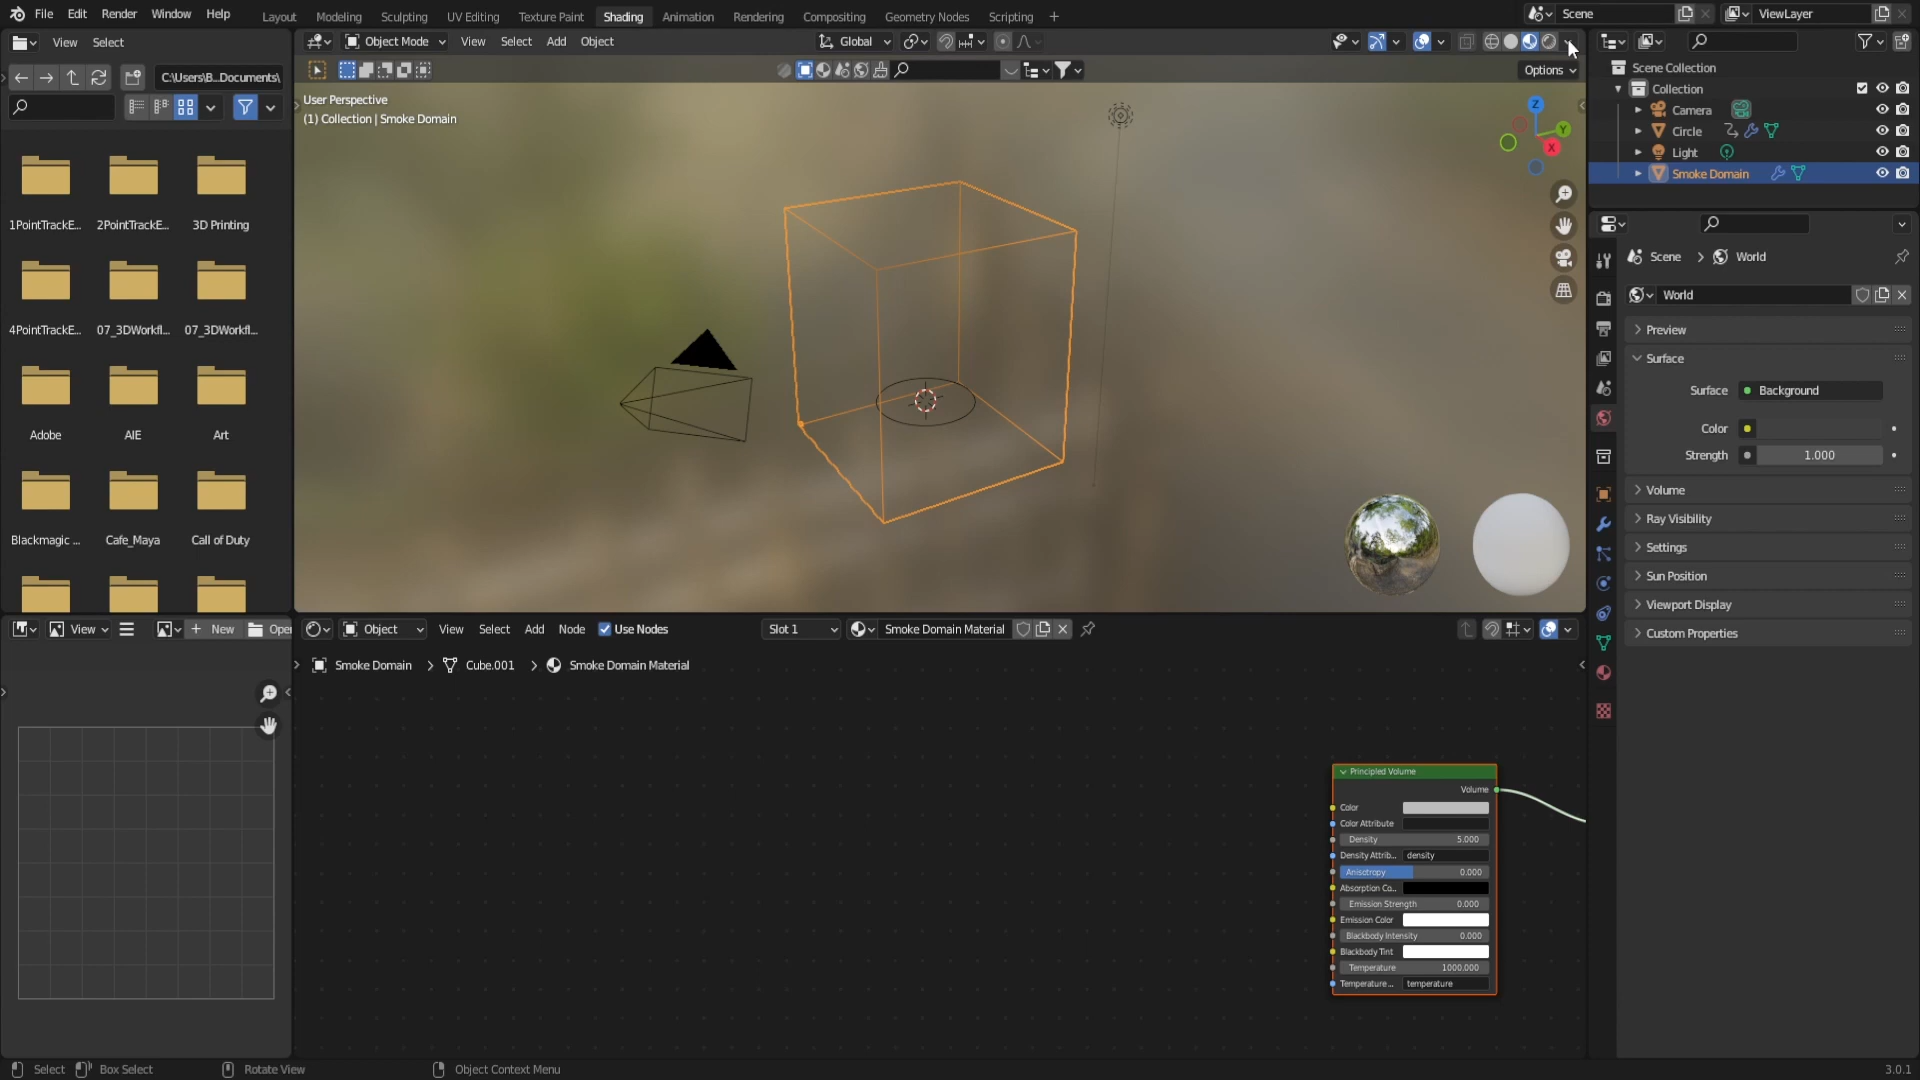 File Edit Render Window Help
Layout Modeling Sculpting UV Editing Texture Paint Shading Animation Rendering Compositing Geometry Nodes Scripting +
Scene
ViewLayer
View Select
Object Mode View Select Add Object
Global
C:\Users\B...Documents\
Options
User Perspective
(1) Collection | Smoke Domain
Z
Y
X
1PointTrackE... 2PointTrackE... 3D Printing
4PointTrackE... 07_3DWorkfl... 07_3DWorkfl...
Adobe AIE Art
Blackmagic ... Cafe_Maya Call of Duty
Scene Collection
Collection
Camera
Circle
Light
Smoke Domain
Scene > World
World
Preview
Surface
Surface Background
Color
Strength 1.000
Volume
Ray Visibility
Settings
Sun Position
Viewport Display
Custom Properties
View + New Open
Object View Select Add Node Use Nodes Slot 1 Smoke Domain Material
Smoke Domain > Cube.001 > Smoke Domain Material
Principled Volume
Volume
Color
Color Attribute
Density 5.000
Density Attrib... density
Anisotropy 0.000
Absorption Co...
Emission Strength 0.000
Emission Color
Blackbody Intensity 0.000
Blackbody Tint
Temperature 1000.000
Temperature... temperature
Select Box Select Rotate View Object Context Menu 3.0.1